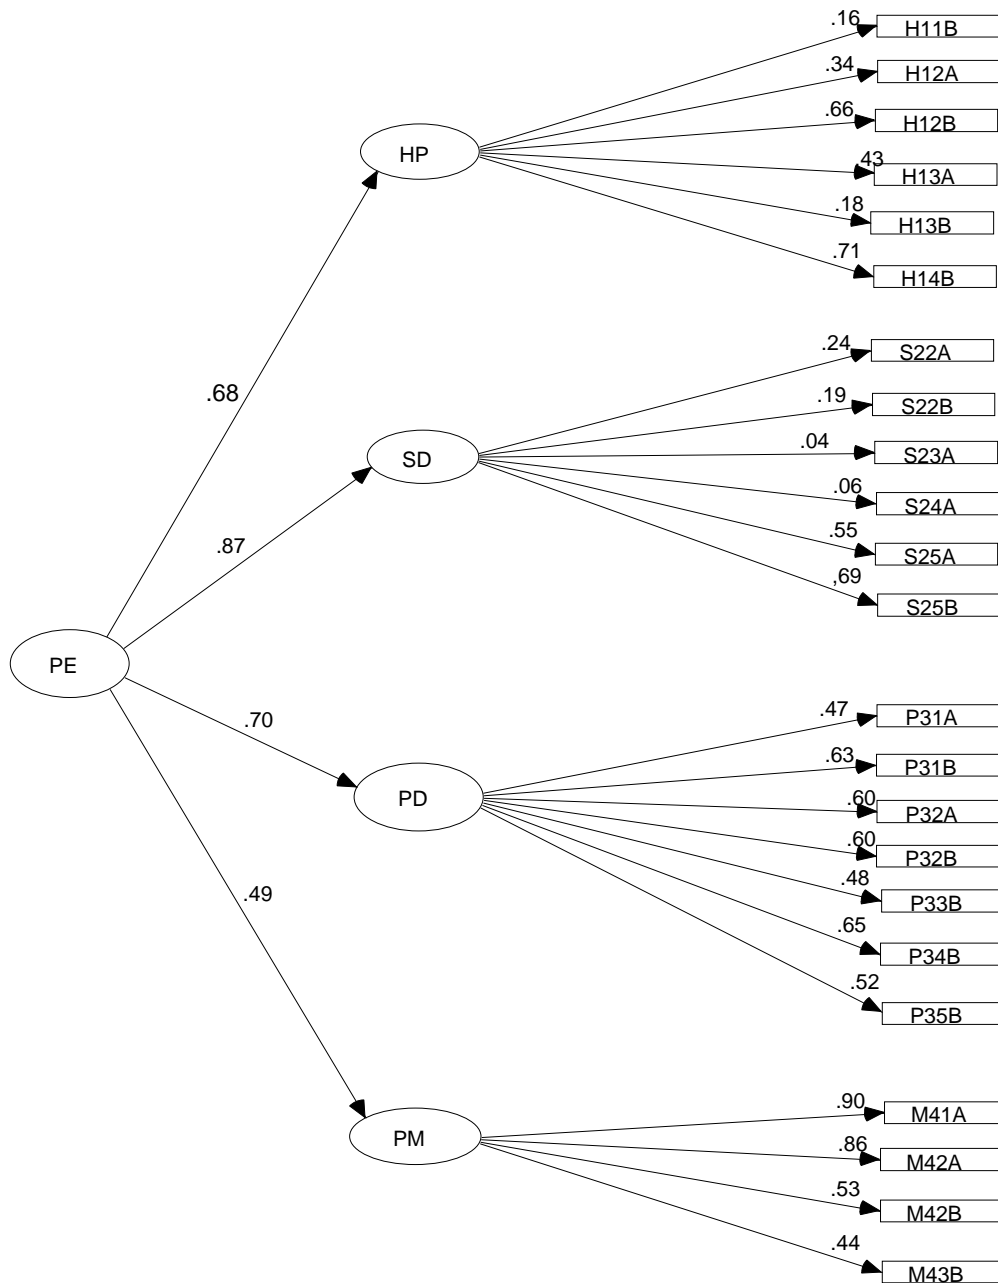 .16
H11B
.34
H12A
.66
H12B
HP
.43
H13A
.18
H13B
.71
H14B
.24
S22A
.68
.19
S22B
.04
S23A
SD
.06
S24A
.87
.55
S25A
,69
S25B
PE
.47
P31A
.70
.63
P31B
PD
.60
P32A
.60
P32B
.48
P33B
.49
.65
P34B
.52
P35B
.90
M41A
PM
.86
M42A
.53
M42B
.44
M43B